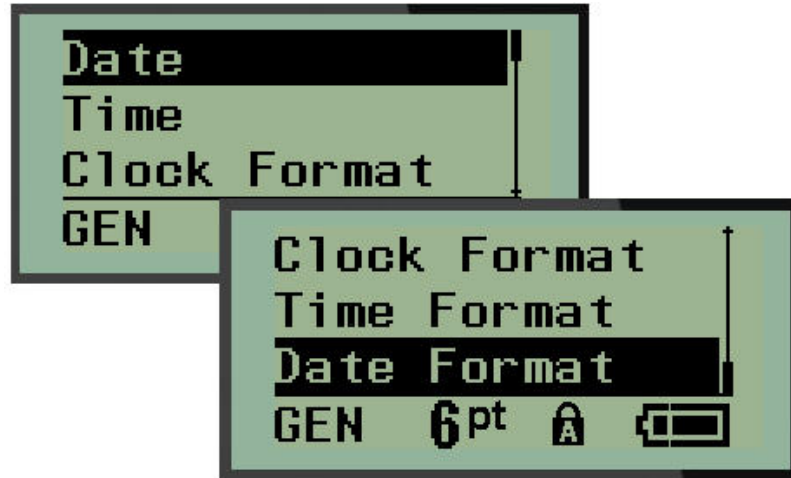 Date
Time
Clock Format
GEN
Clock Format
Time Format
Date Format
GEN 6pt A